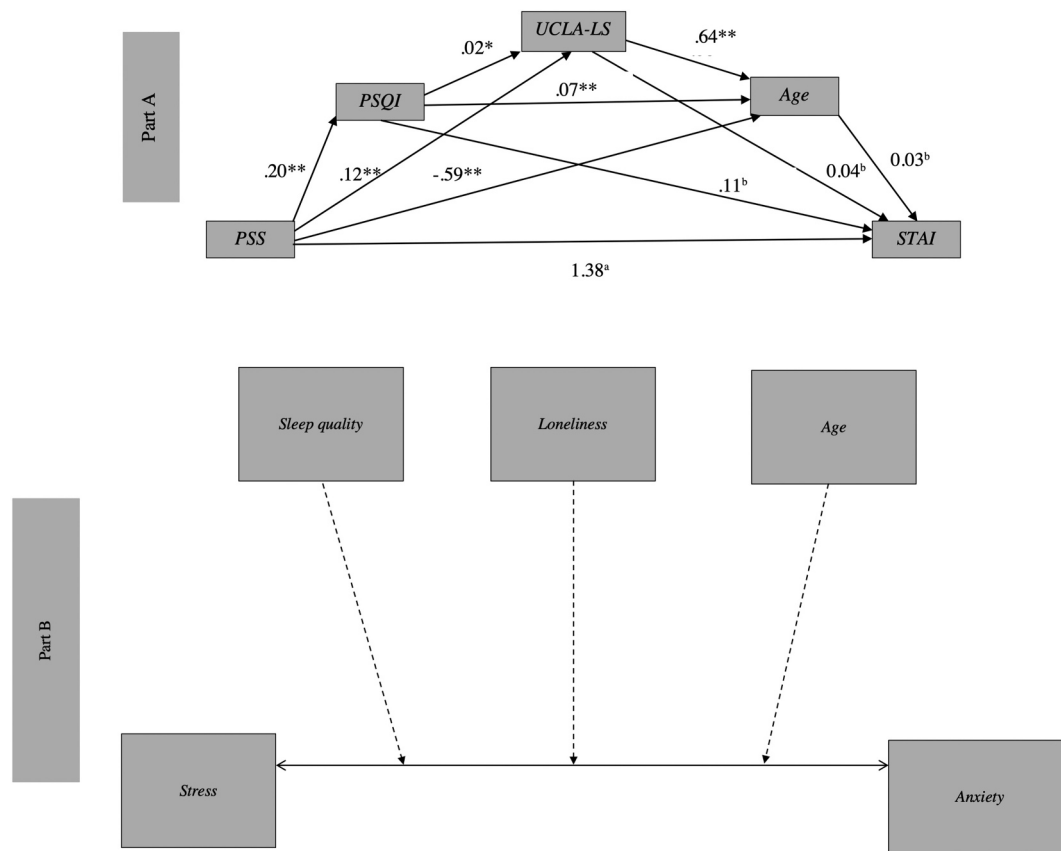 Part A
UCLA-LS
.64**
.02*
PSQI
.07**
Age
.20**
.12**
-.59**
.11ᵇ
0.04ᵇ
0.03ᵇ
PSS
STAI
1.38ᵃ
Sleep quality
Loneliness
Age
Part B
Stress
Anxiety